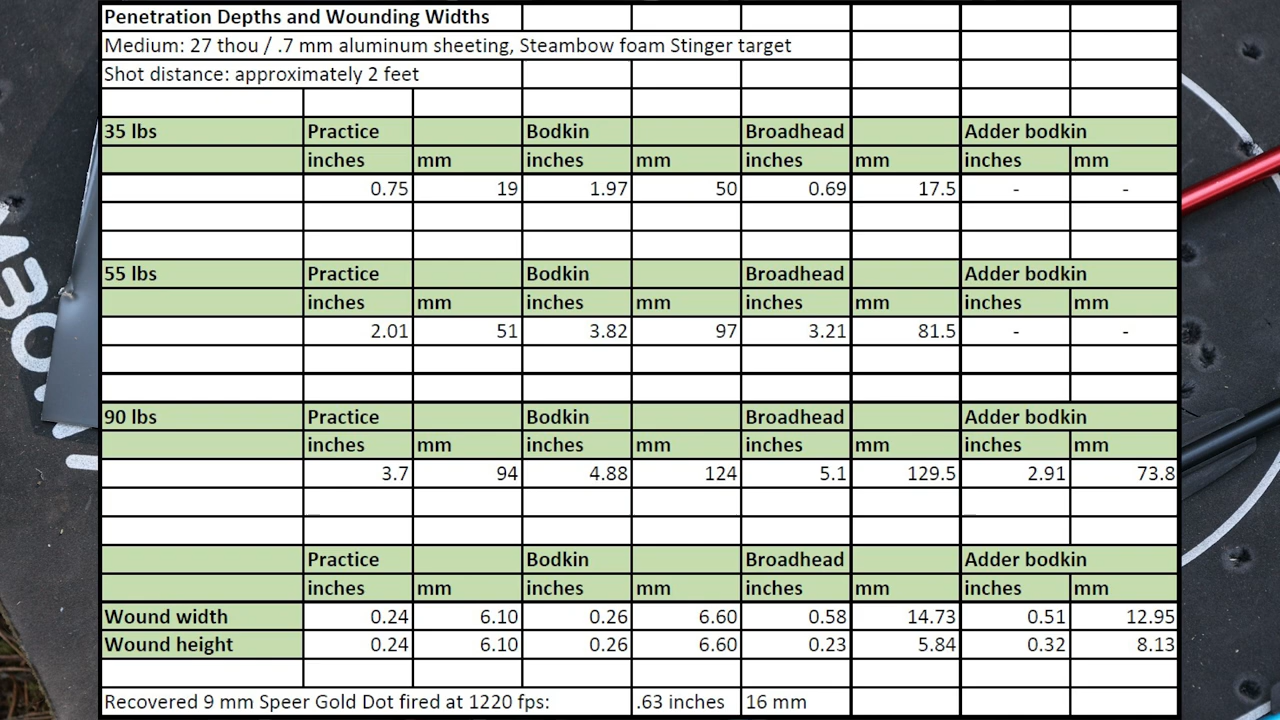 Penetration Depths and Wounding Widths
Medium: 27 thou / .7 mm aluminum sheeting, Steambow foam Stinger target
Shot distance: approximately 2 feet
35 lbs Practice Bodkin Broadhead Adder bodkin
inches mm inches mm inches mm inches mm
0.75 19 1.97 50 0.69 17.5 - -
55 lbs Practice Bodkin Broadhead Adder bodkin
inches mm inches mm inches mm inches mm
2.01 51 3.82 97 3.21 81.5 - -
90 lbs Practice Bodkin Broadhead Adder bodkin
inches mm inches mm inches mm inches mm
3.7 94 4.88 124 5.1 129.5 2.91 73.8
Practice Bodkin Broadhead Adder bodkin
inches mm inches mm inches mm inches mm
Wound width 0.24 6.10 0.26 6.60 0.58 14.73 0.51 12.95
Wound height 0.24 6.10 0.26 6.60 0.23 5.84 0.32 8.13
Recovered 9 mm Speer Gold Dot fired at 1220 fps: .63 inches 16 mm